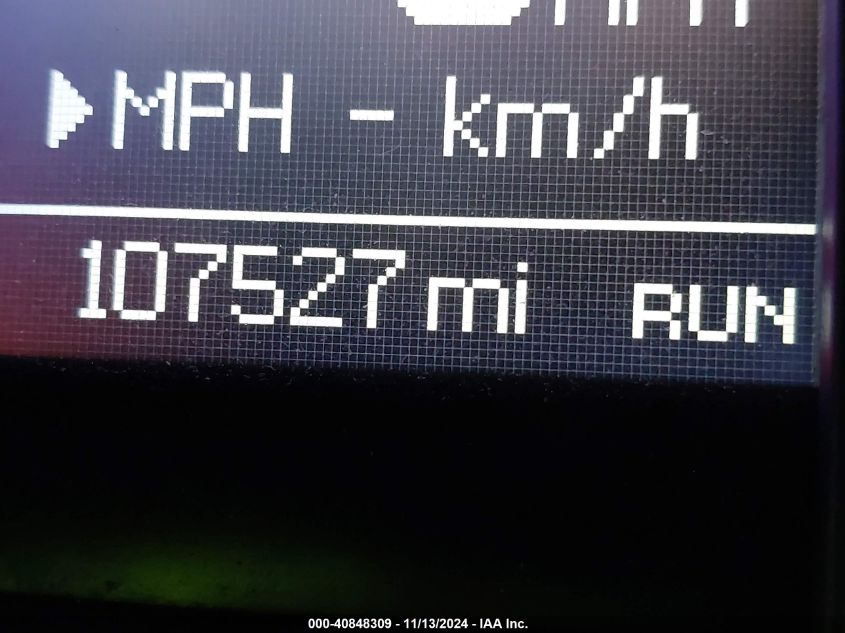 MPH - km/h
107527 mi RUN
000-40848309 - 11/13/2024 - IAA Inc.